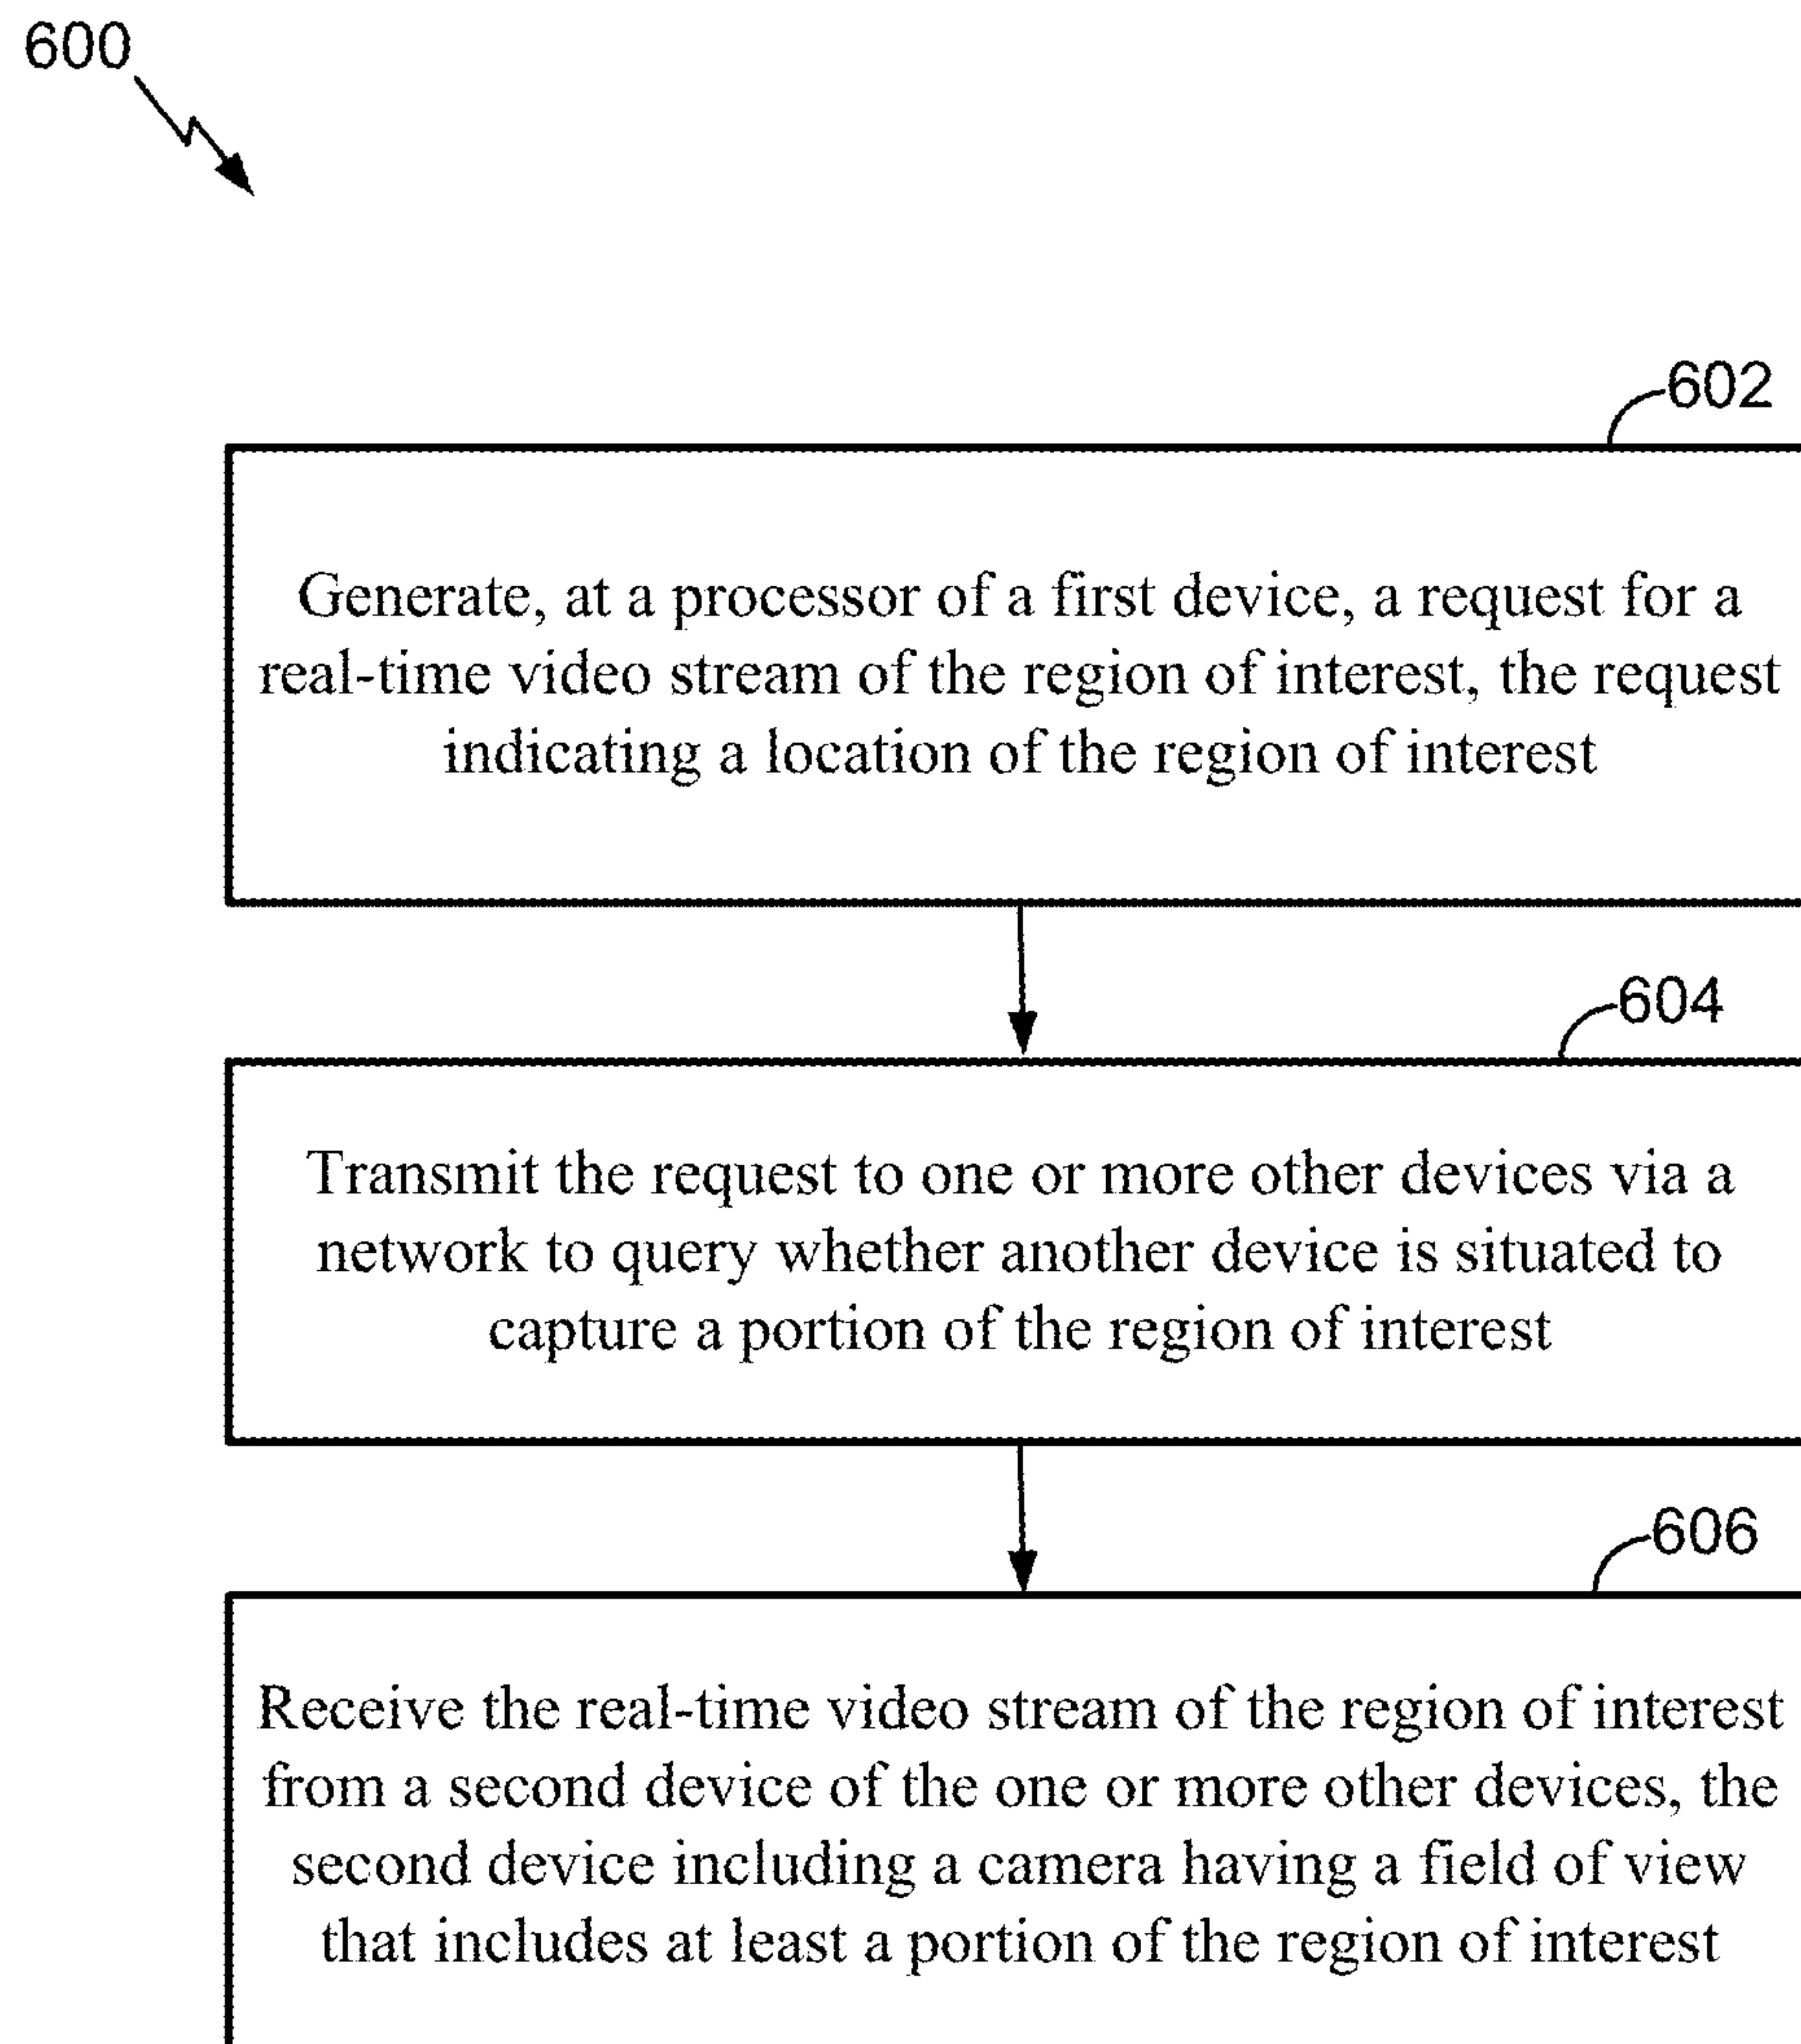 600
602
Generate, at a processor of a first device, a request for a
real-time video stream of the region of interest, the request
indicating a location of the region of interest
604
Transmit the request to one or more other devices via a
network to query whether another device is situated to
capture a portion of the region of interest
606
Receive the real-time video stream of the region of interest
from a second device of the one or more other devices, the
second device including a camera having a field of view
that includes at least a portion of the region of interest